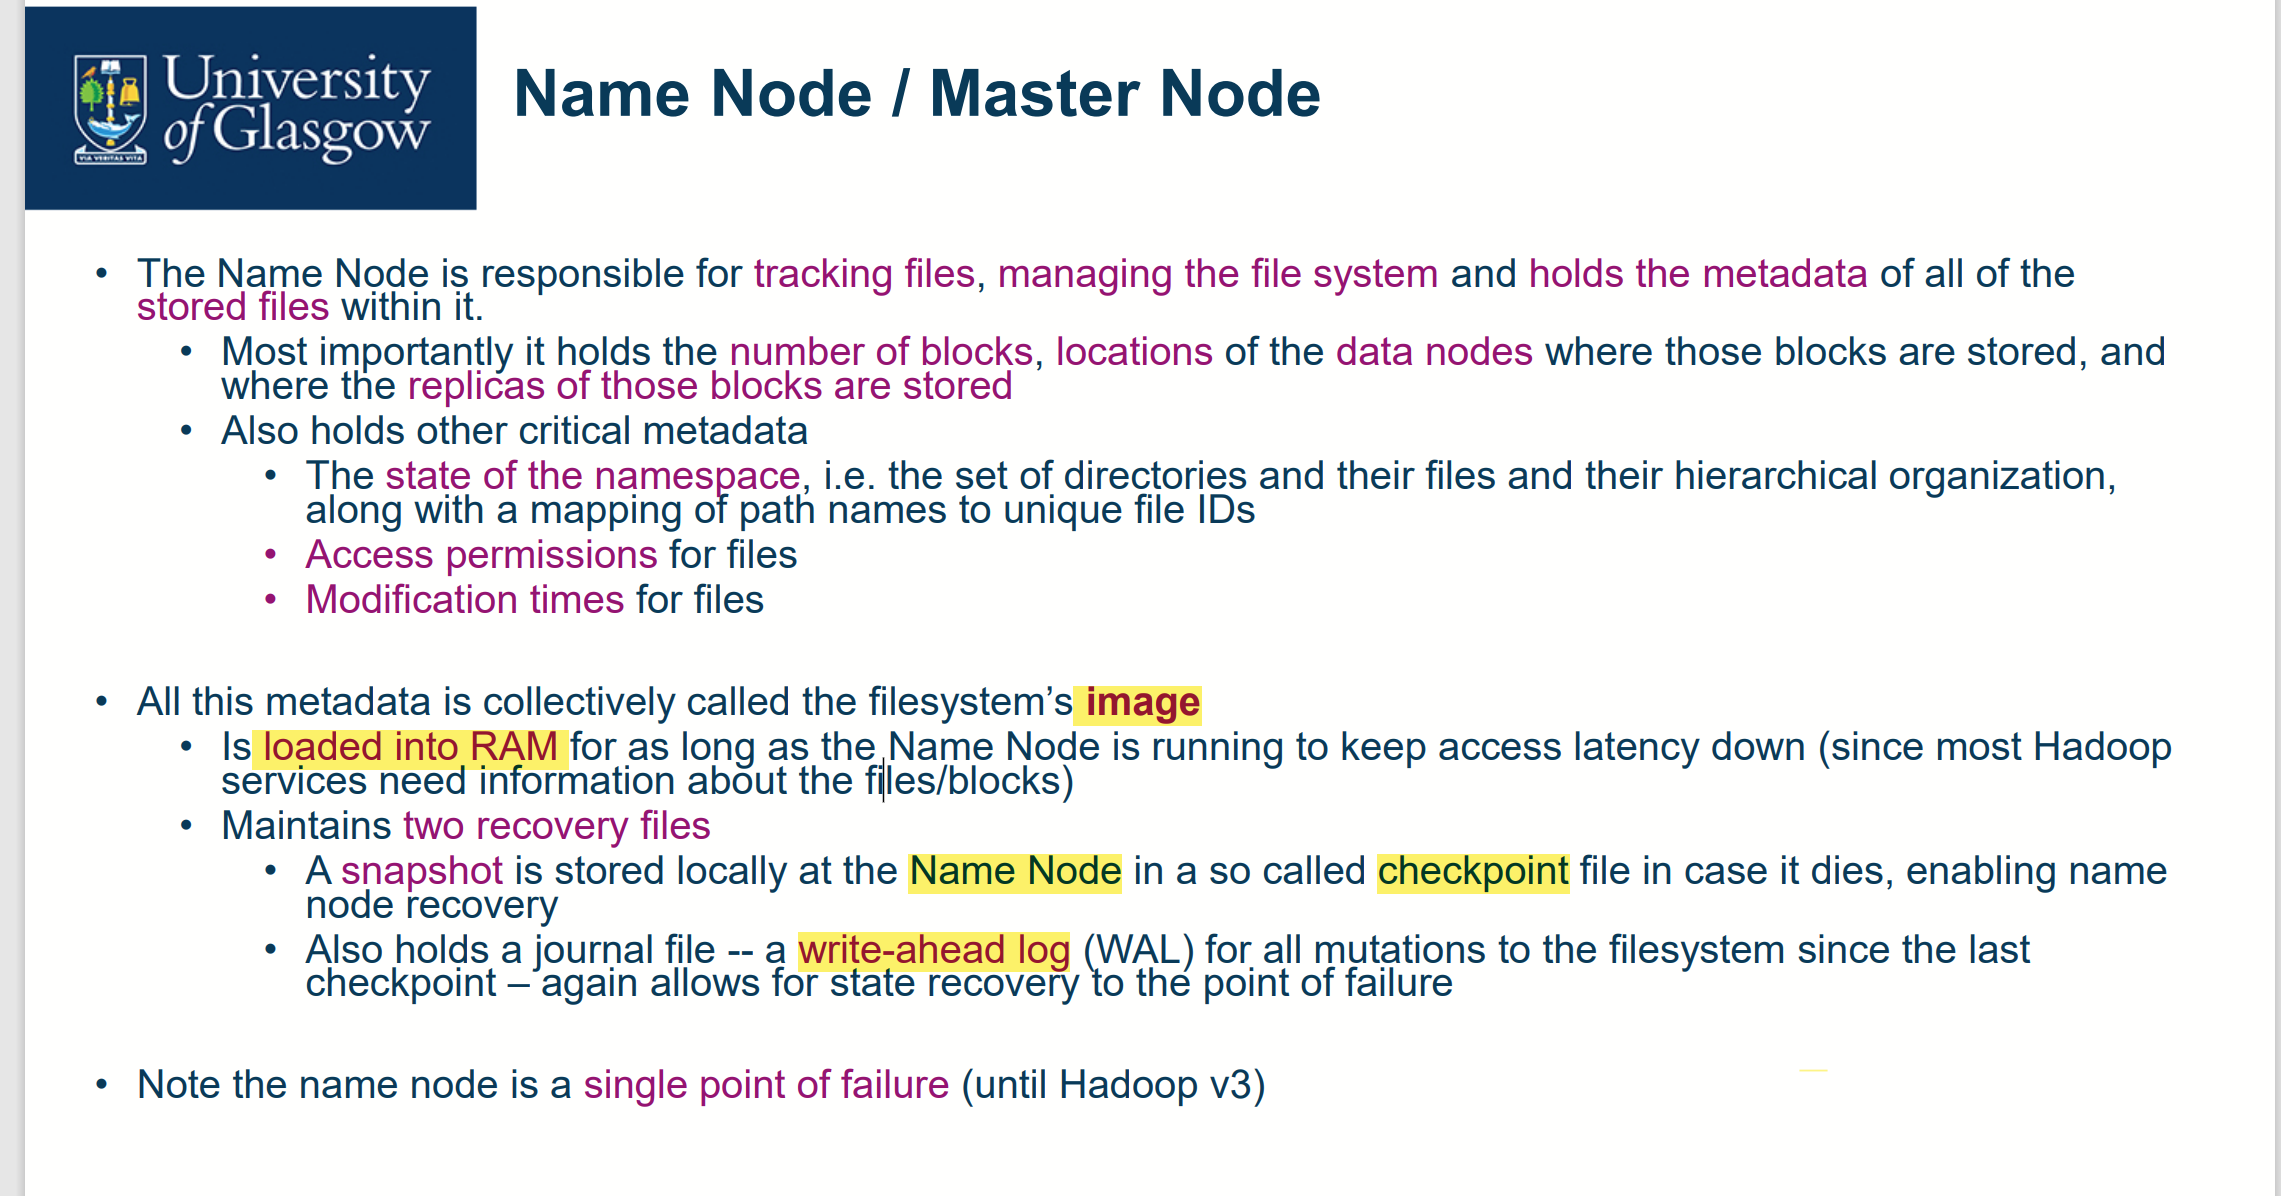 University
of Glasgow
VIA VERITAS VITA
Name Node / Master Node
• The Name Node is responsible for tracking files, managing the file system and holds the metadata of all of the
stored files within it.
• Most importantly it holds the number of blocks, locations of the data nodes where those blocks are stored, and
where the replicas of those blocks are stored
• Also holds other critical metadata
• The state of the namespace, i.e. the set of directories and their files and their hierarchical organization,
along with a mapping of path names to unique file IDs
• Access permissions for files
• Modification times for files
• All this metadata is collectively called the filesystem’s image
• Is loaded into RAM for as long as the Name Node is running to keep access latency down (since most Hadoop
services need information about the files/blocks)
• Maintains two recovery files
• A snapshot is stored locally at the Name Node in a so called checkpoint file in case it dies, enabling name
node recovery
• Also holds a journal file -- a write-ahead log (WAL) for all mutations to the filesystem since the last
checkpoint – again allows for state recovery to the point of failure
• Note the name node is a single point of failure (until Hadoop v3)